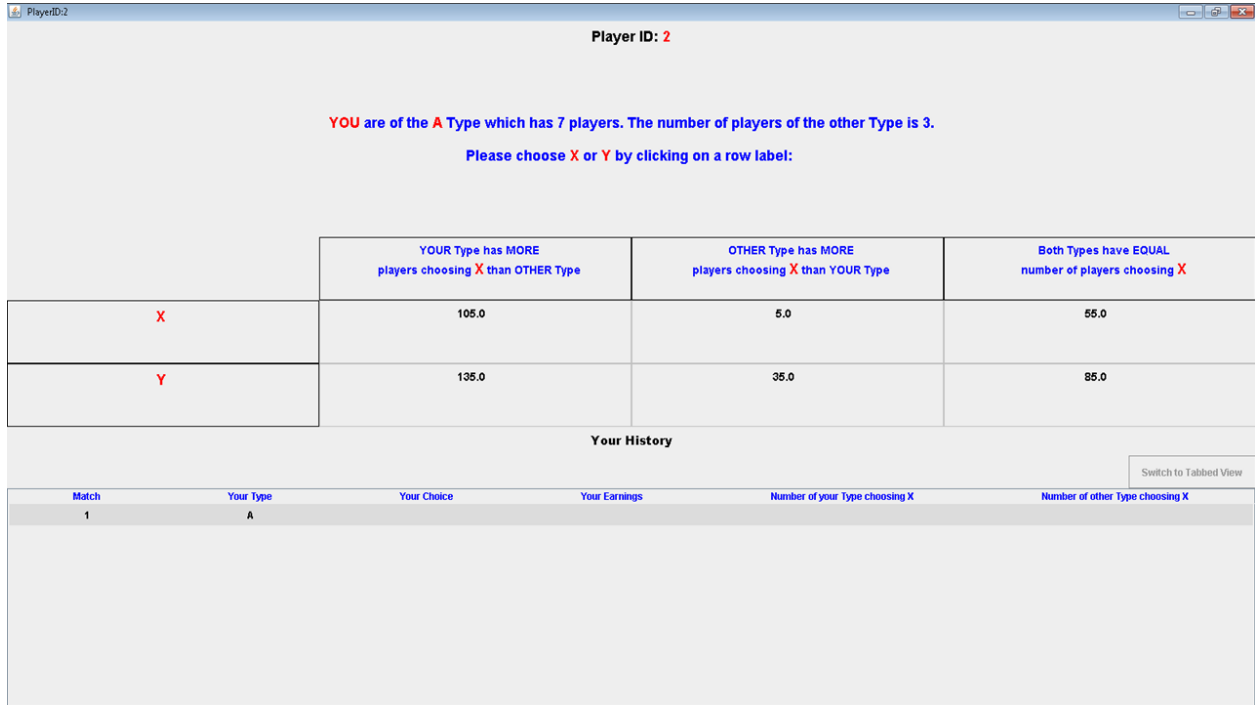 PlayerID:2
Player ID: 2
YOU are of the A Type which has 7 players. The number of players of the other Type is 3.
Please choose X or Y by clicking on a row label:
YOUR Type has MORE players choosing X than OTHER Type
OTHER Type has MORE players choosing X than YOUR Type
Both Types have EQUAL number of players choosing X
X 105.0 5.0 55.0
Y 135.0 35.0 85.0
Your History
Switch to Tabbed View
Match Your Type Your Choice Your Earnings Number of your Type choosing X Number of other Type choosing X
1 A